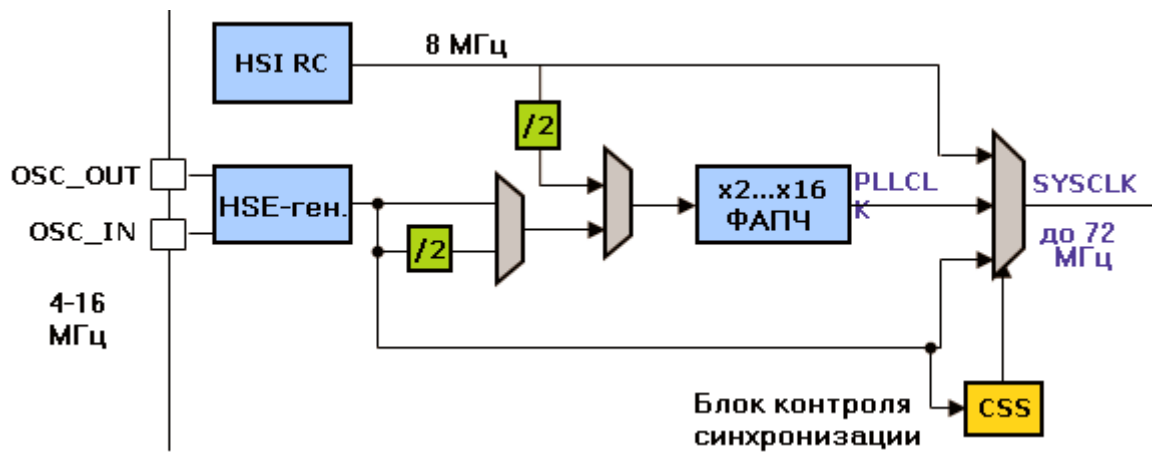 8 МГц
HSI RC
/2
OSC_OUT
HSE-ген.
x2...x16
ФАПЧ
PLLCL
K
SYSCLK
OSC_IN
/2
до 72
МГц
4-16
МГц
Блок контроля
синхронизации
CSS